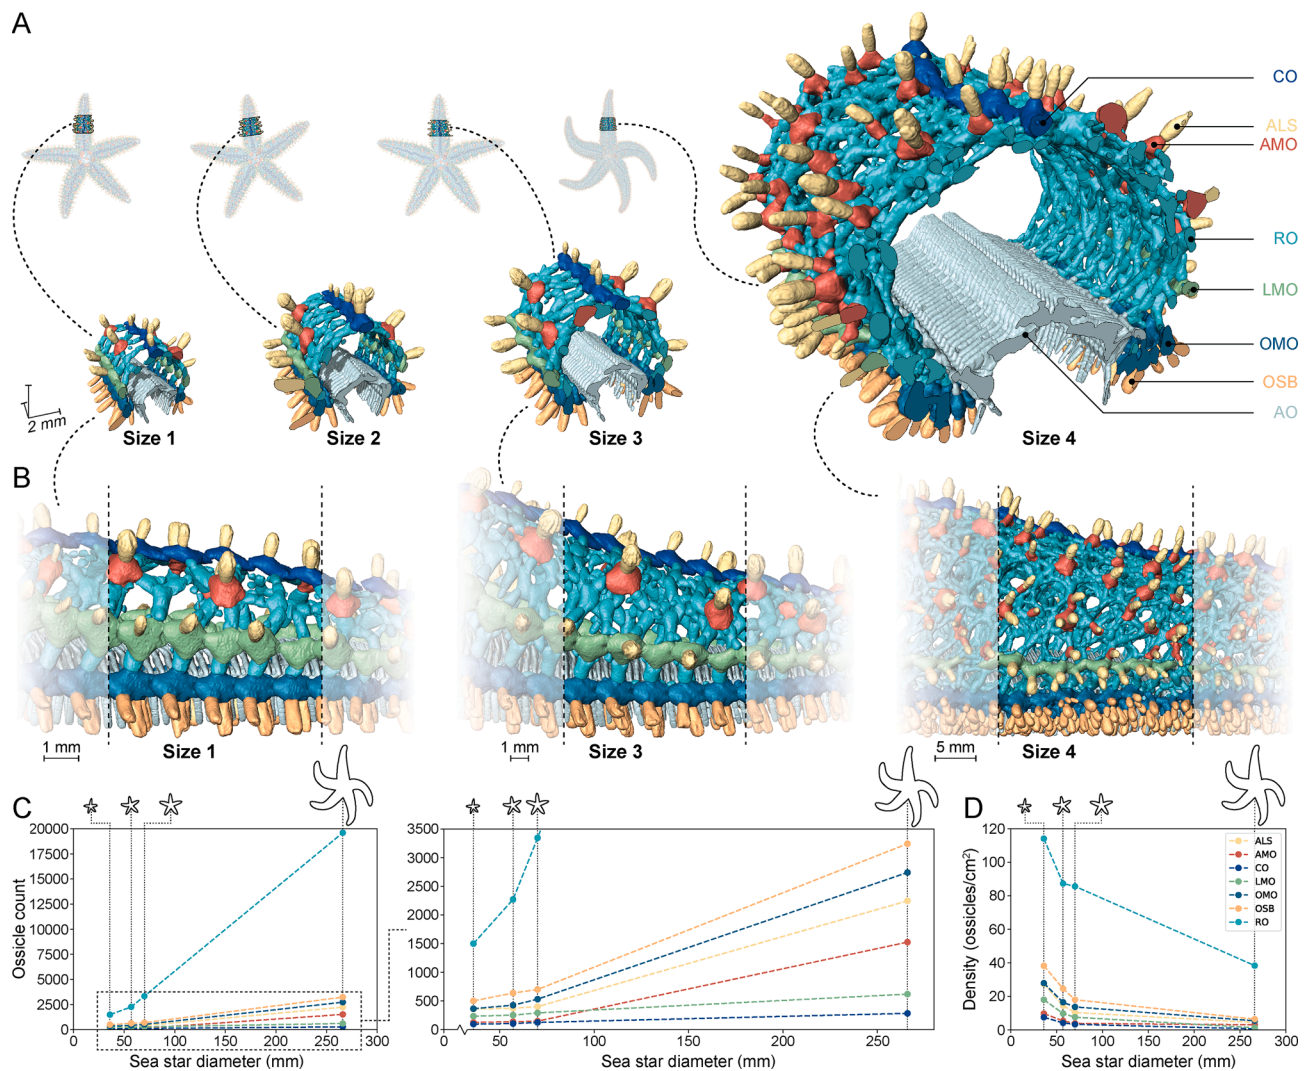 A
CO
ALS
AMO
RO
LMO
OMO
OSB
AO
2 mm
Size 1
Size 2
Size 3
Size 4
B
1 mm
Size 1
1 mm
Size 3
5 mm
Size 4
C
Ossicle count
20000
17500
15000
12500
10000
7500
5000
2500
0
0 50 100 150 200 250 300
Sea star diameter (mm)
3500
3000
2500
2000
1500
1000
500
0
50 100 150 200 250
Sea star diameter (mm)
D
Density (ossicles/cm²)
120
100
80
60
40
20
0
0 50 100 150 200 250 300
Sea star diameter (mm)
ALS
AMO
CO
LMO
OMO
OSB
RO